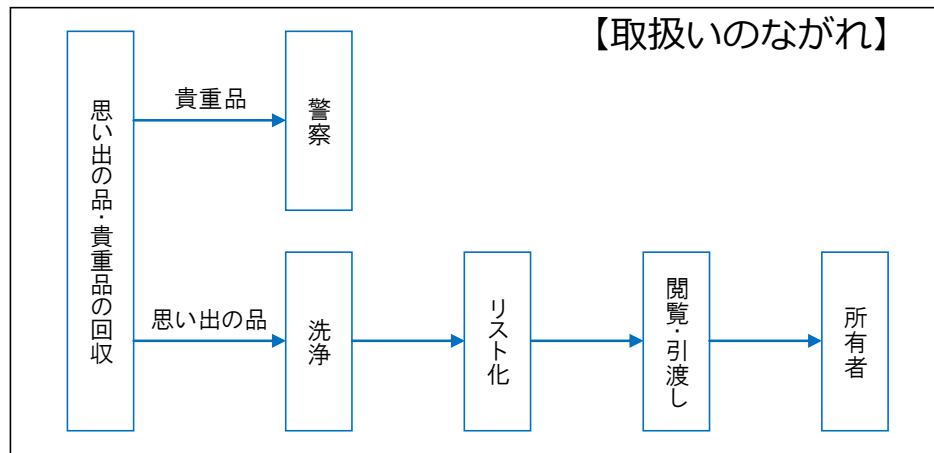 【取扱いのながれ】
思い出の品・貴重品の回収
貴重品
警察
思い出の品
洗浄
リスト化
閲覧・引渡し
所有者